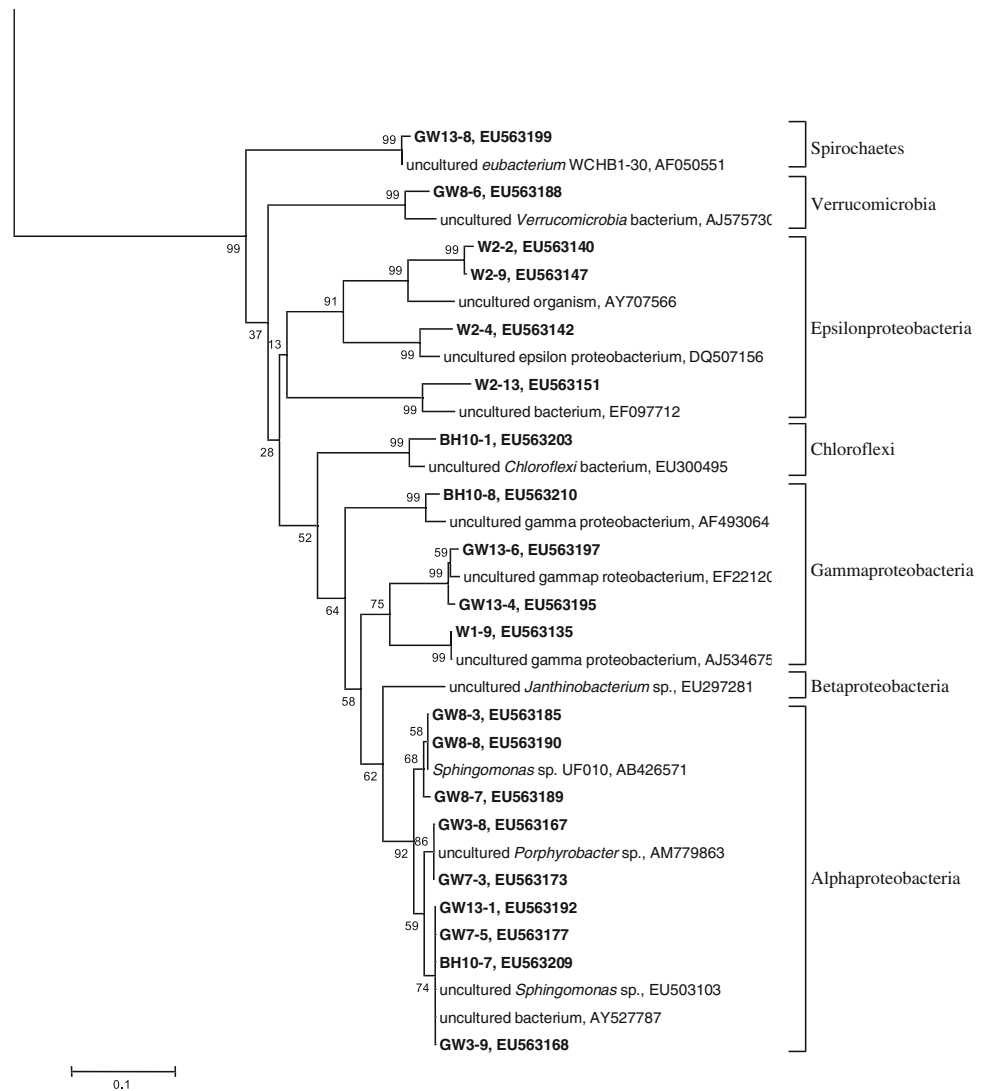 99
GW13-8, EU563199
uncultured eubacterium WCHB1-30, AF050551
Spirochaetes
99
GW8-6, EU563188
uncultured Verrucomicrobia bacterium, AJ575730
Verrucomicrobia
99
99
W2-2, EU563140
W2-9, EU563147
99
uncultured organism, AY707566
91
W2-4, EU563142
99
uncultured epsilon proteobacterium, DQ507156
Epsilonproteobacteria
37
13
W2-13, EU563151
99
uncultured bacterium, EF097712
28
99
BH10-1, EU563203
uncultured Chloroflexi bacterium, EU300495
Chloroflexi
52
99
BH10-8, EU563210
uncultured gamma proteobacterium, AF493064
59
GW13-6, EU563197
99
uncultured gammap roteobacterium, EF22120
Gammaproteobacteria
64
75
GW13-4, EU563195
W1-9, EU563135
99
uncultured gamma proteobacterium, AJ534675
58
uncultured Janthinobacterium sp., EU297281
Betaproteobacteria
62
58
GW8-3, EU563185
68
GW8-8, EU563190
Sphingomonas sp. UF010, AB426571
GW8-7, EU563189
92
86
GW3-8, EU563167
uncultured Porphyrobacter sp., AM779863
GW7-3, EU563173
Alphaproteobacteria
59
GW13-1, EU563192
GW7-5, EU563177
BH10-7, EU563209
74
uncultured Sphingomonas sp., EU503103
uncultured bacterium, AY527787
GW3-9, EU563168
0.1